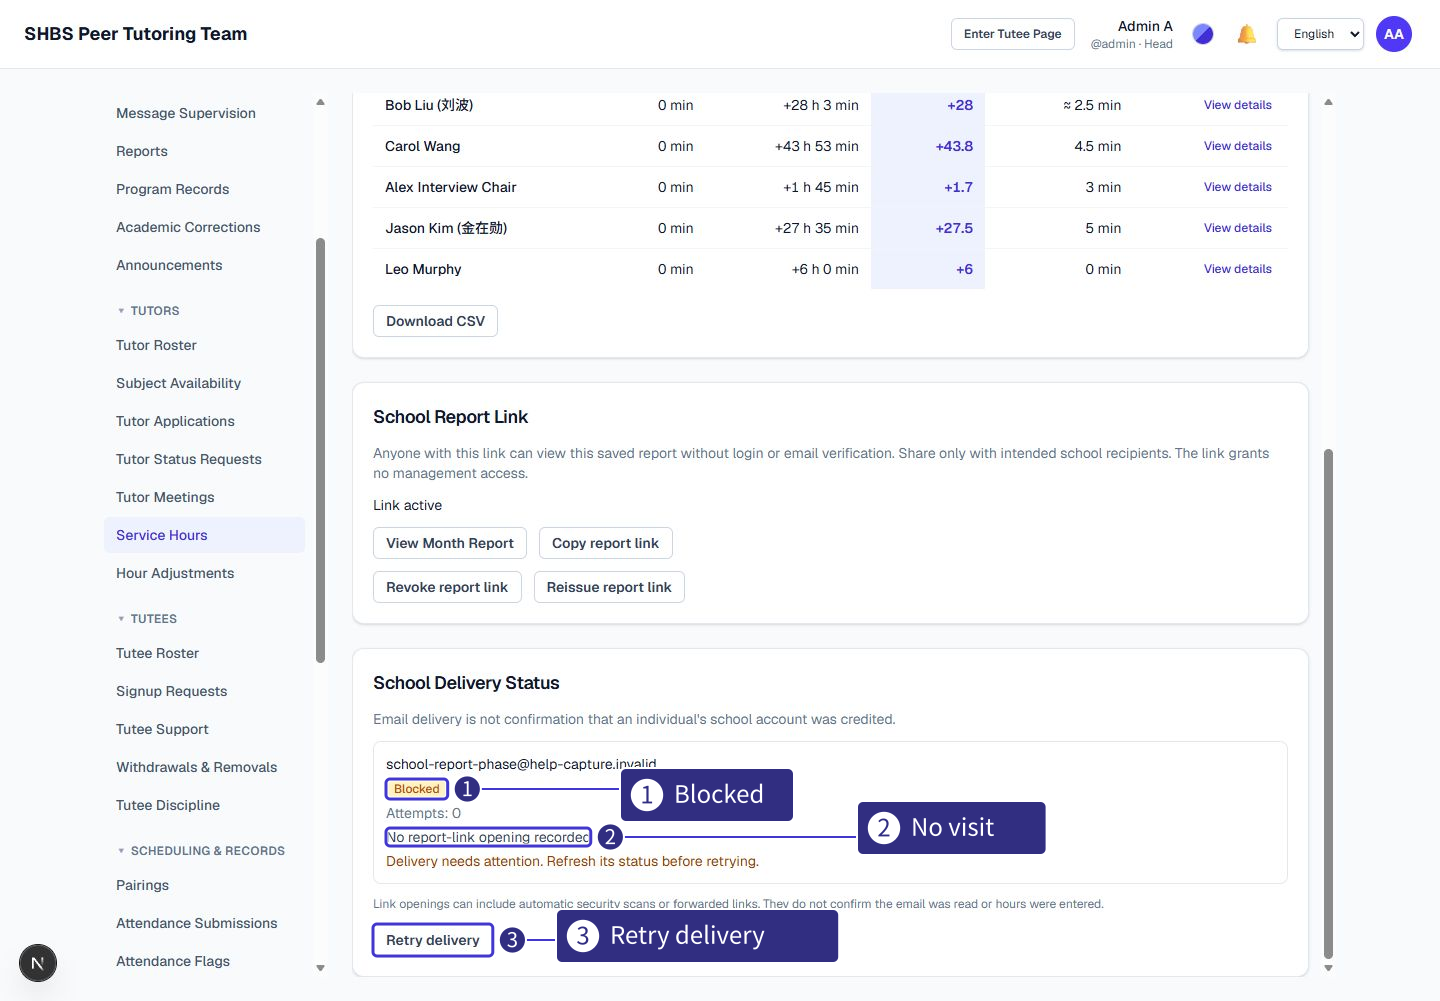 SHBS Peer Tutoring Team
Enter Tutee Page
Admin A
@admin · Head
English
AA
Message Supervision
Reports
Program Records
Academic Corrections
Announcements
TUTORS
Tutor Roster
Subject Availability
Tutor Applications
Tutor Status Requests
Tutor Meetings
Service Hours
Hour Adjustments
TUTEES
Tutee Roster
Signup Requests
Tutee Support
Withdrawals & Removals
Tutee Discipline
SCHEDULING & RECORDS
Pairings
Attendance Submissions
Attendance Flags
N
Bob Liu (刘波) 0 min +28 h 3 min +28 ≈ 2.5 min View details
Carol Wang 0 min +43 h 53 min +43.8 4.5 min View details
Alex Interview Chair 0 min +1 h 45 min +1.7 3 min View details
Jason Kim (金在勋) 0 min +27 h 35 min +27.5 5 min View details
Leo Murphy 0 min +6 h 0 min +6 0 min View details
Download CSV
School Report Link
Anyone with this link can view this saved report without login or email verification. Share only with intended school recipients. The link grants
no management access.
Link active
View Month Report
Copy report link
Revoke report link
Reissue report link
School Delivery Status
Email delivery is not confirmation that an individual's school account was credited.
school-report-phase@help-capture.invalid
Blocked 1 1 Blocked
Attempts: 0
No report-link opening recorded 2 2 No visit
Delivery needs attention. Refresh its status before retrying.
Link openings can include automatic security scans or forwarded links. They do not confirm the email was read or hours were entered.
Retry delivery 3 3 Retry delivery